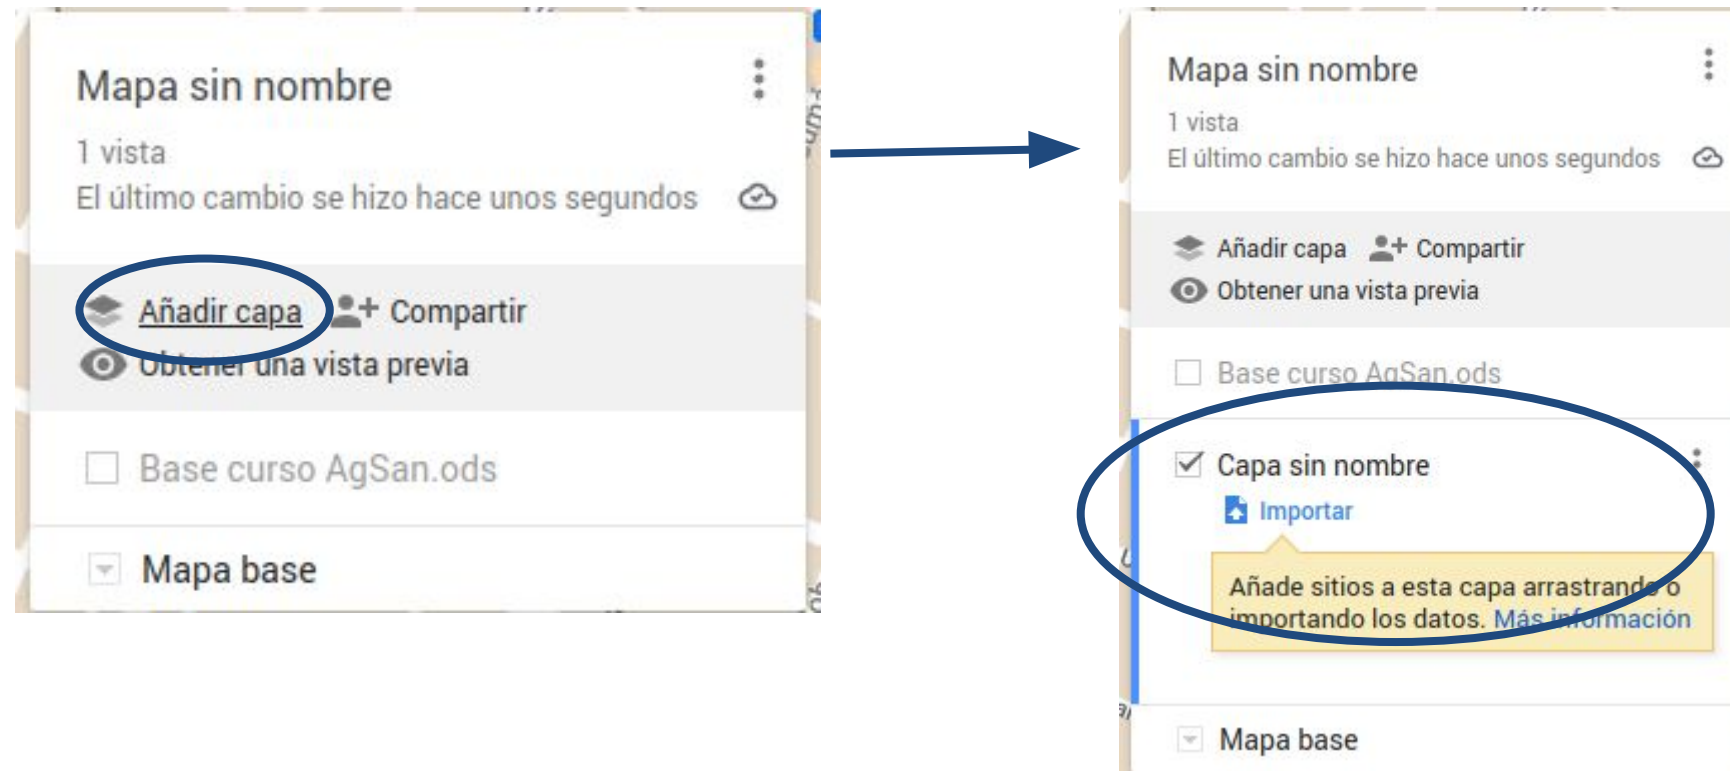 Mapa sin nombre
1 vista
El último cambio se hizo hace unos segundos
Añadir capa Compartir
Obtener una vista previa
Base curso AgSan.ods
Mapa base
Mapa sin nombre
1 vista
El último cambio se hizo hace unos segundos
Añadir capa Compartir
Obtener una vista previa
Base curso AgSan.ods
Capa sin nombre
Importar
Añade sitios a esta capa arrastrando o
importando los datos. Más información
Mapa base